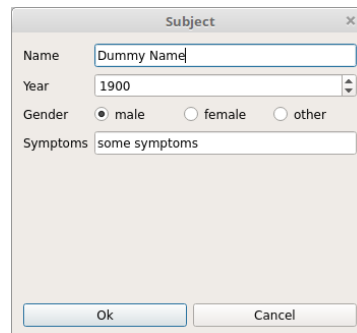 Subject
Name Dummy Name
Year 1900
Gender male female other
Symptoms some symptoms
Ok Cancel